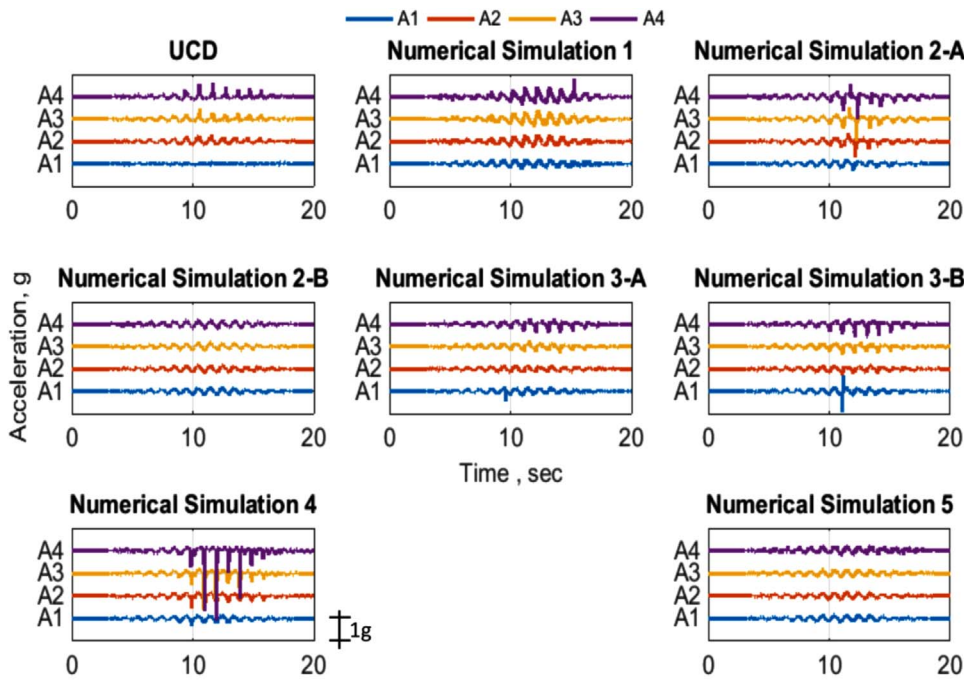 A1 A2 A3 A4
UCD Numerical Simulation 1 Numerical Simulation 2-A
A4 A4 A4
A3 A3 A3
A2 A2 A2
A1 A1 A1
0 10 20 0 10 20 0 10 20
Numerical Simulation 2-B Numerical Simulation 3-A Numerical Simulation 3-B
Acceleration, g
A4 A4 A4
A3 A3 A3
A2 A2 A2
A1 A1 A1
0 10 20 0 10 20 0 10 20
Time , sec
Numerical Simulation 4 Numerical Simulation 5
A4 A4
A3 A3
A2 A2
A1 A1
1g
0 10 20 0 10 20